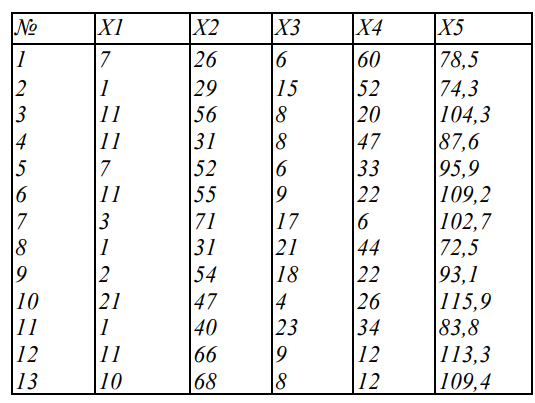 № X1 X2 X3 X4 X5
1 7 26 6 60 78,5
2 1 29 15 52 74,3
3 11 56 8 20 104,3
4 11 31 8 47 87,6
5 7 52 6 33 95,9
6 11 55 9 22 109,2
7 3 71 17 6 102,7
8 1 31 21 44 72,5
9 2 54 18 22 93,1
10 21 47 4 26 115,9
11 1 40 23 34 83,8
12 11 66 9 12 113,3
13 10 68 8 12 109,4